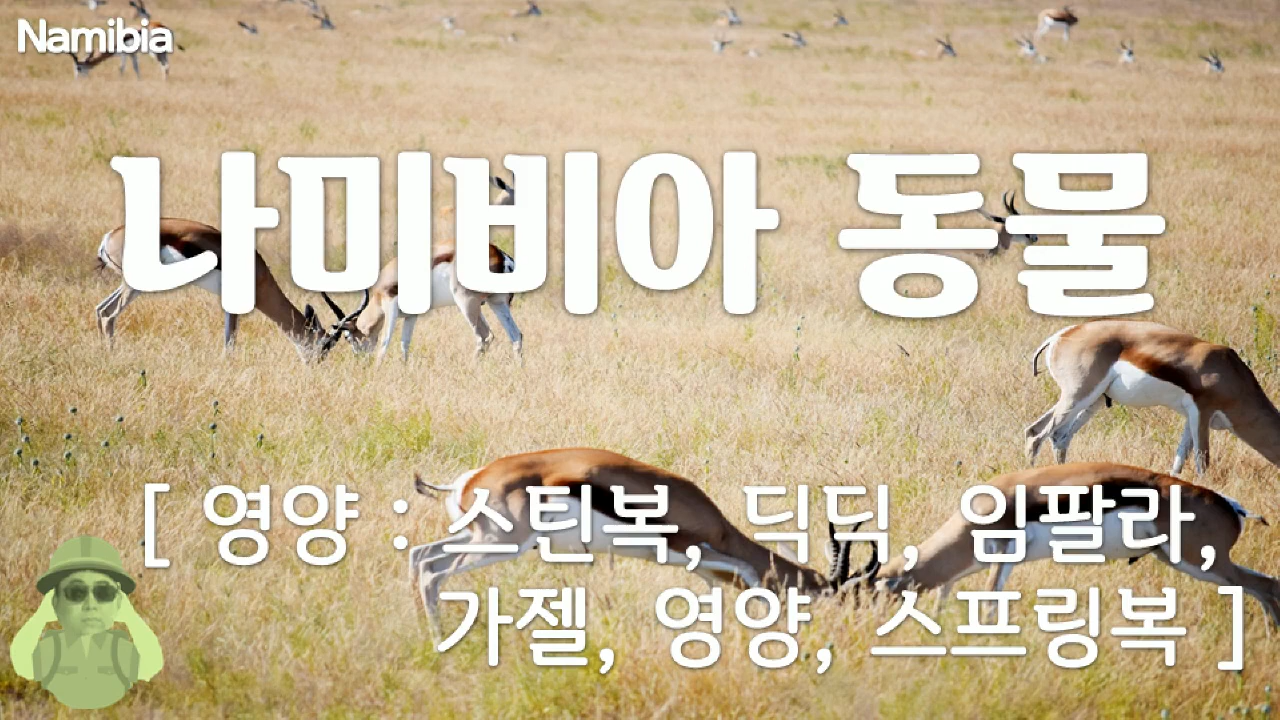 Namibia
나미비아 동물
[ 영양 : 스틴복, 딕딕, 임팔라,
가젤, 영양, 스프링복 ]